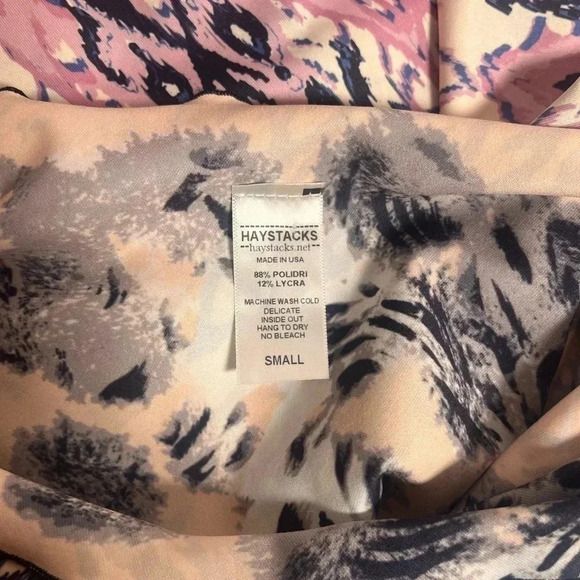 HAYSTACKS
haystacks.net
MADE IN USA
88% POLIDRI
12% LYCRA
MACHINE WASH COLD
DELICATE
INSIDE OUT
HANG TO DRY
NO BLEACH
SMALL